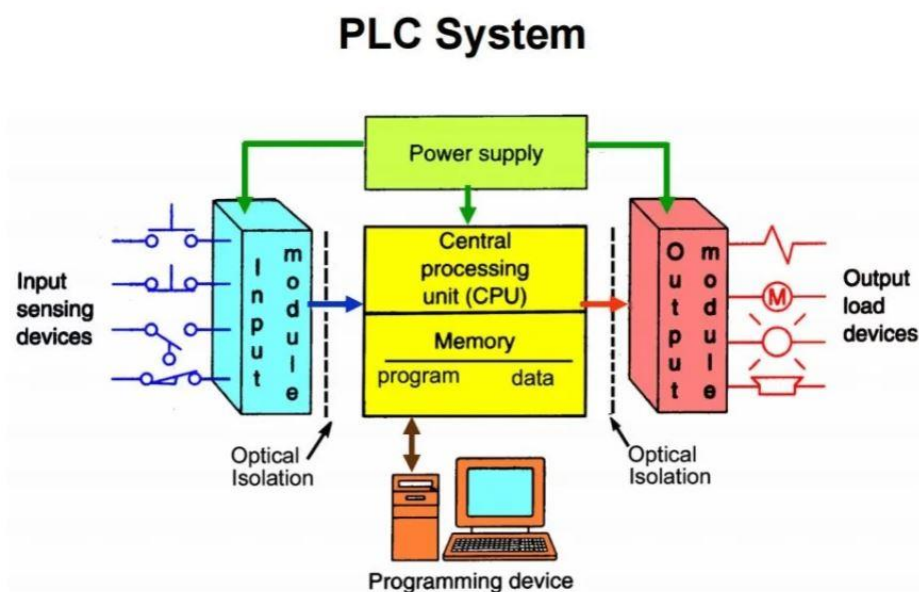 PLC System
Power supply
Input
sensing
devices
Input
module
Central
processing
unit (CPU)
Memory
program data
Output
module
M
Output
load
devices
Optical
Isolation
Optical
Isolation
Programming device